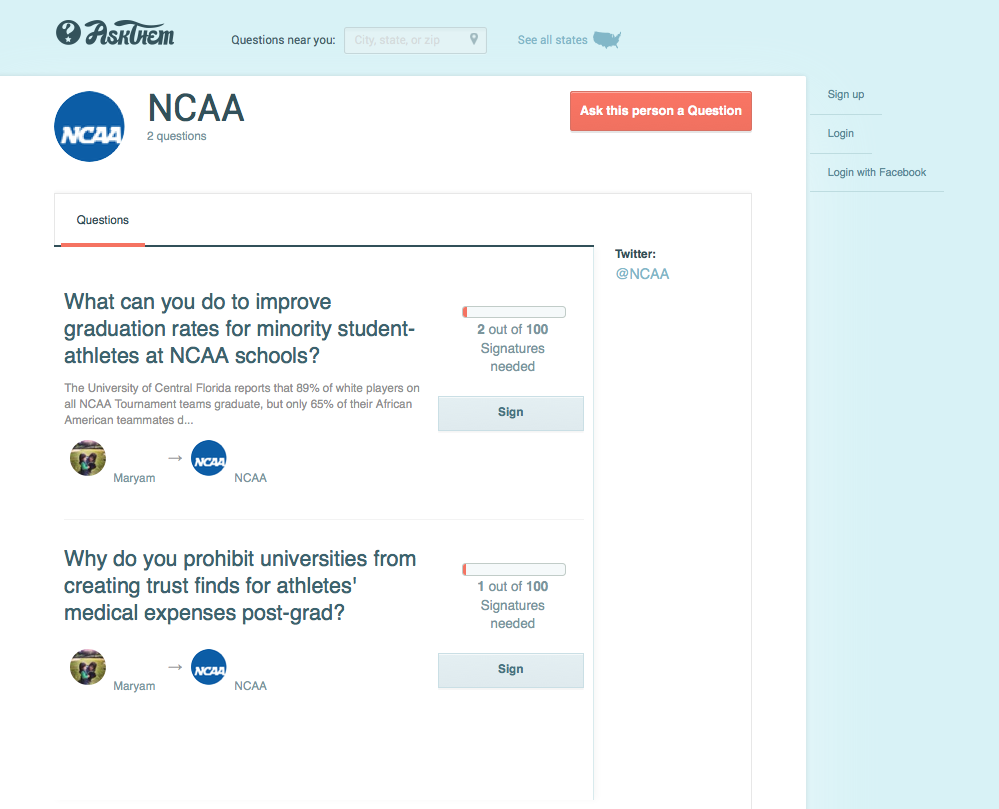 AskThem
Questions near you:
City, state, or zip
See all states
NCAA
NCAA
2 questions
Ask this person a Question
Sign up
Login
Login with Facebook
Questions
Twitter:
@NCAA
What can you do to improve
graduation rates for minority student-
athletes at NCAA schools?
The University of Central Florida reports that 89% of white players on
all NCAA Tournament teams graduate, but only 65% of their African
American teammates d...
2 out of 100
Signatures
needed
Sign
Maryam
→
NCAA
NCAA
Why do you prohibit universities from
creating trust finds for athletes'
medical expenses post-grad?
1 out of 100
Signatures
needed
Sign
Maryam
→
NCAA
NCAA